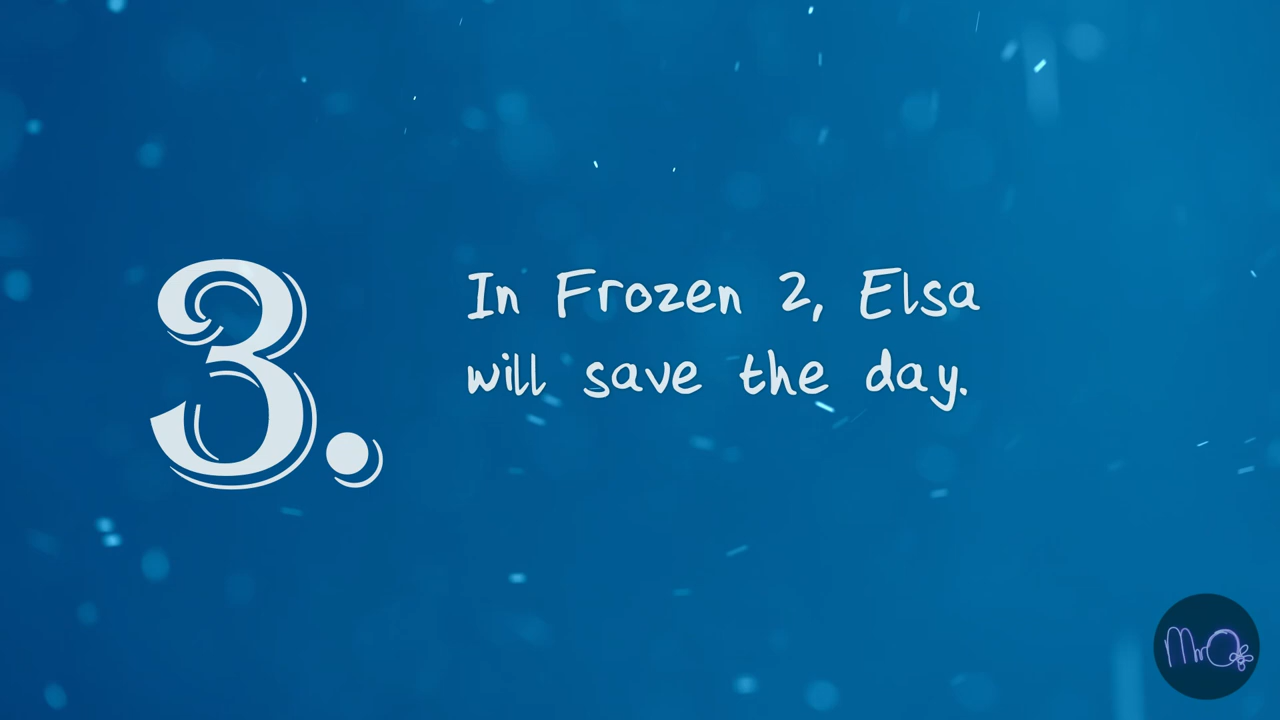 3.
In Frozen 2, Elsa
will save the day.